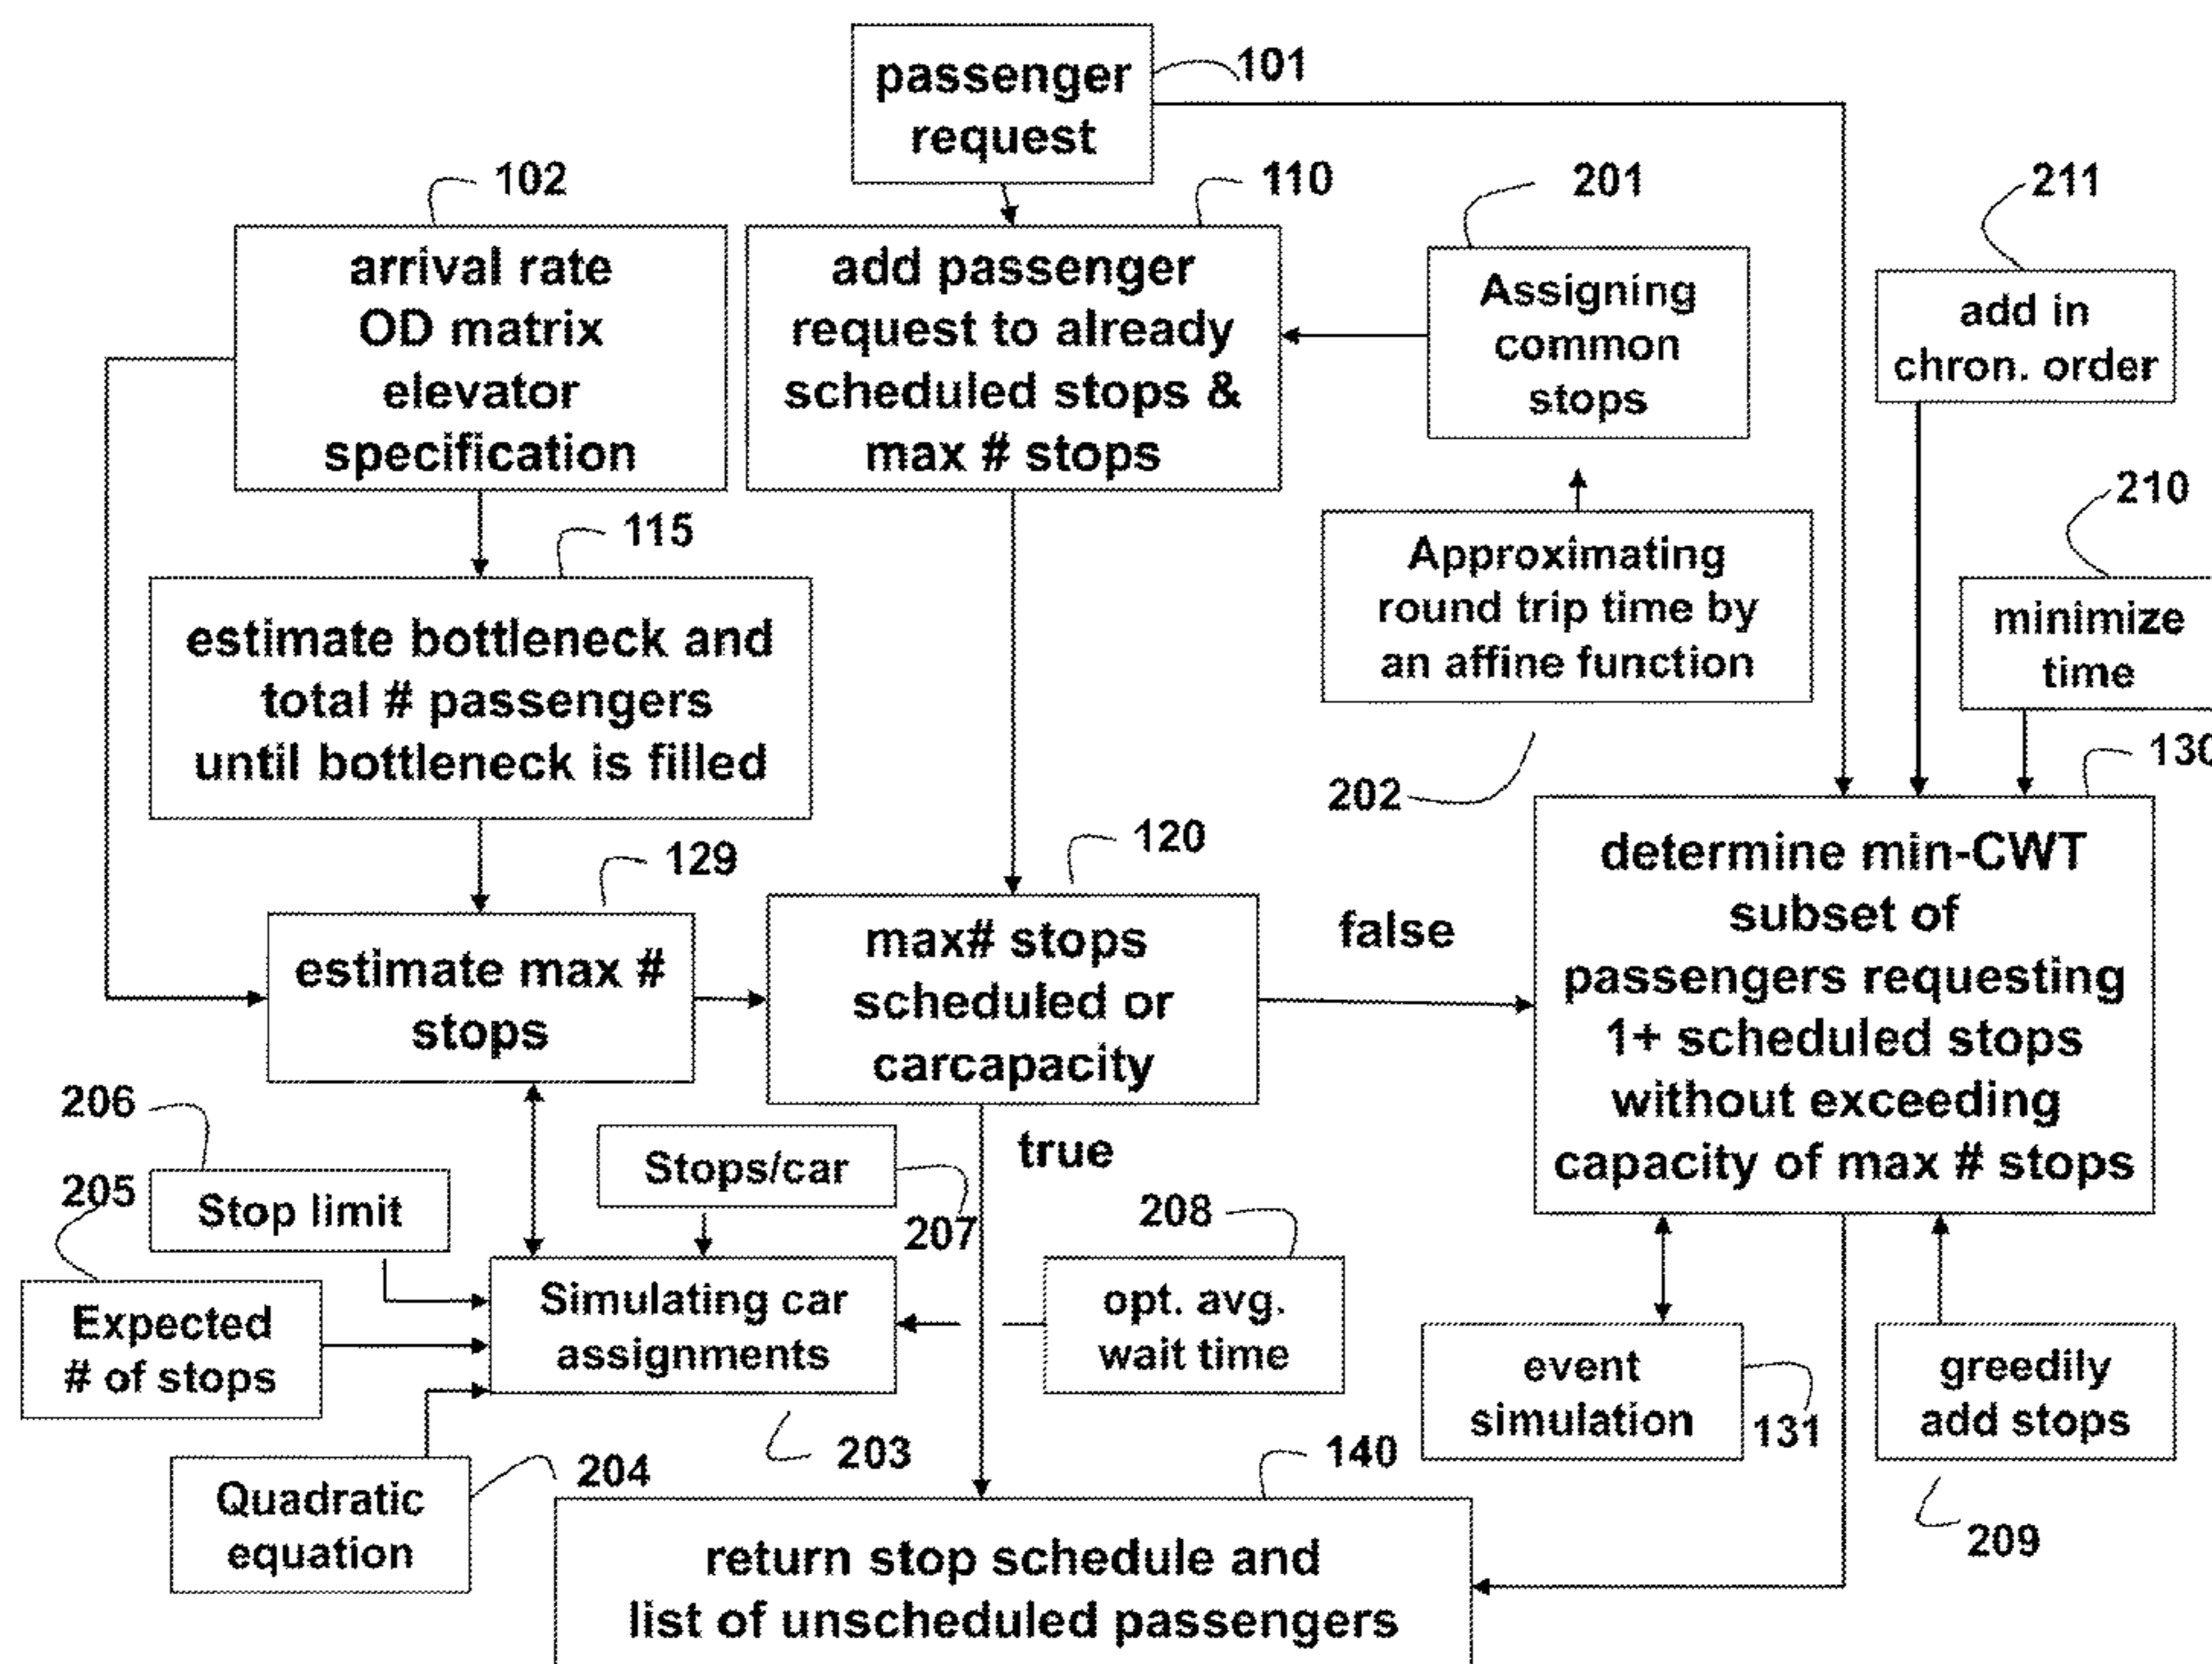 passenger
request
101
102
110
201
211
arrival rate
OD matrix
elevator
specification
add passenger
request to already
scheduled stops &
max # stops
Assigning
common
stops
add in
chron. order
210
115
Approximating
round trip time by
an affine function
minimize
time
estimate bottleneck and
total # passengers
until bottleneck is filled
202
130
129
120
estimate max #
stops
max# stops
scheduled or
carcapacity
false
determine min-CWT
subset of
passengers requesting
1+ scheduled stops
without exceeding
capacity of max # stops
206
205
Stop limit
Stops/car
true
207
208
Expected
# of stops
Simulating car
assignments
opt. avg.
wait time
event
simulation
131
greedily
add stops
203
140
204
209
Quadratic
equation
return stop schedule and
list of unscheduled passengers